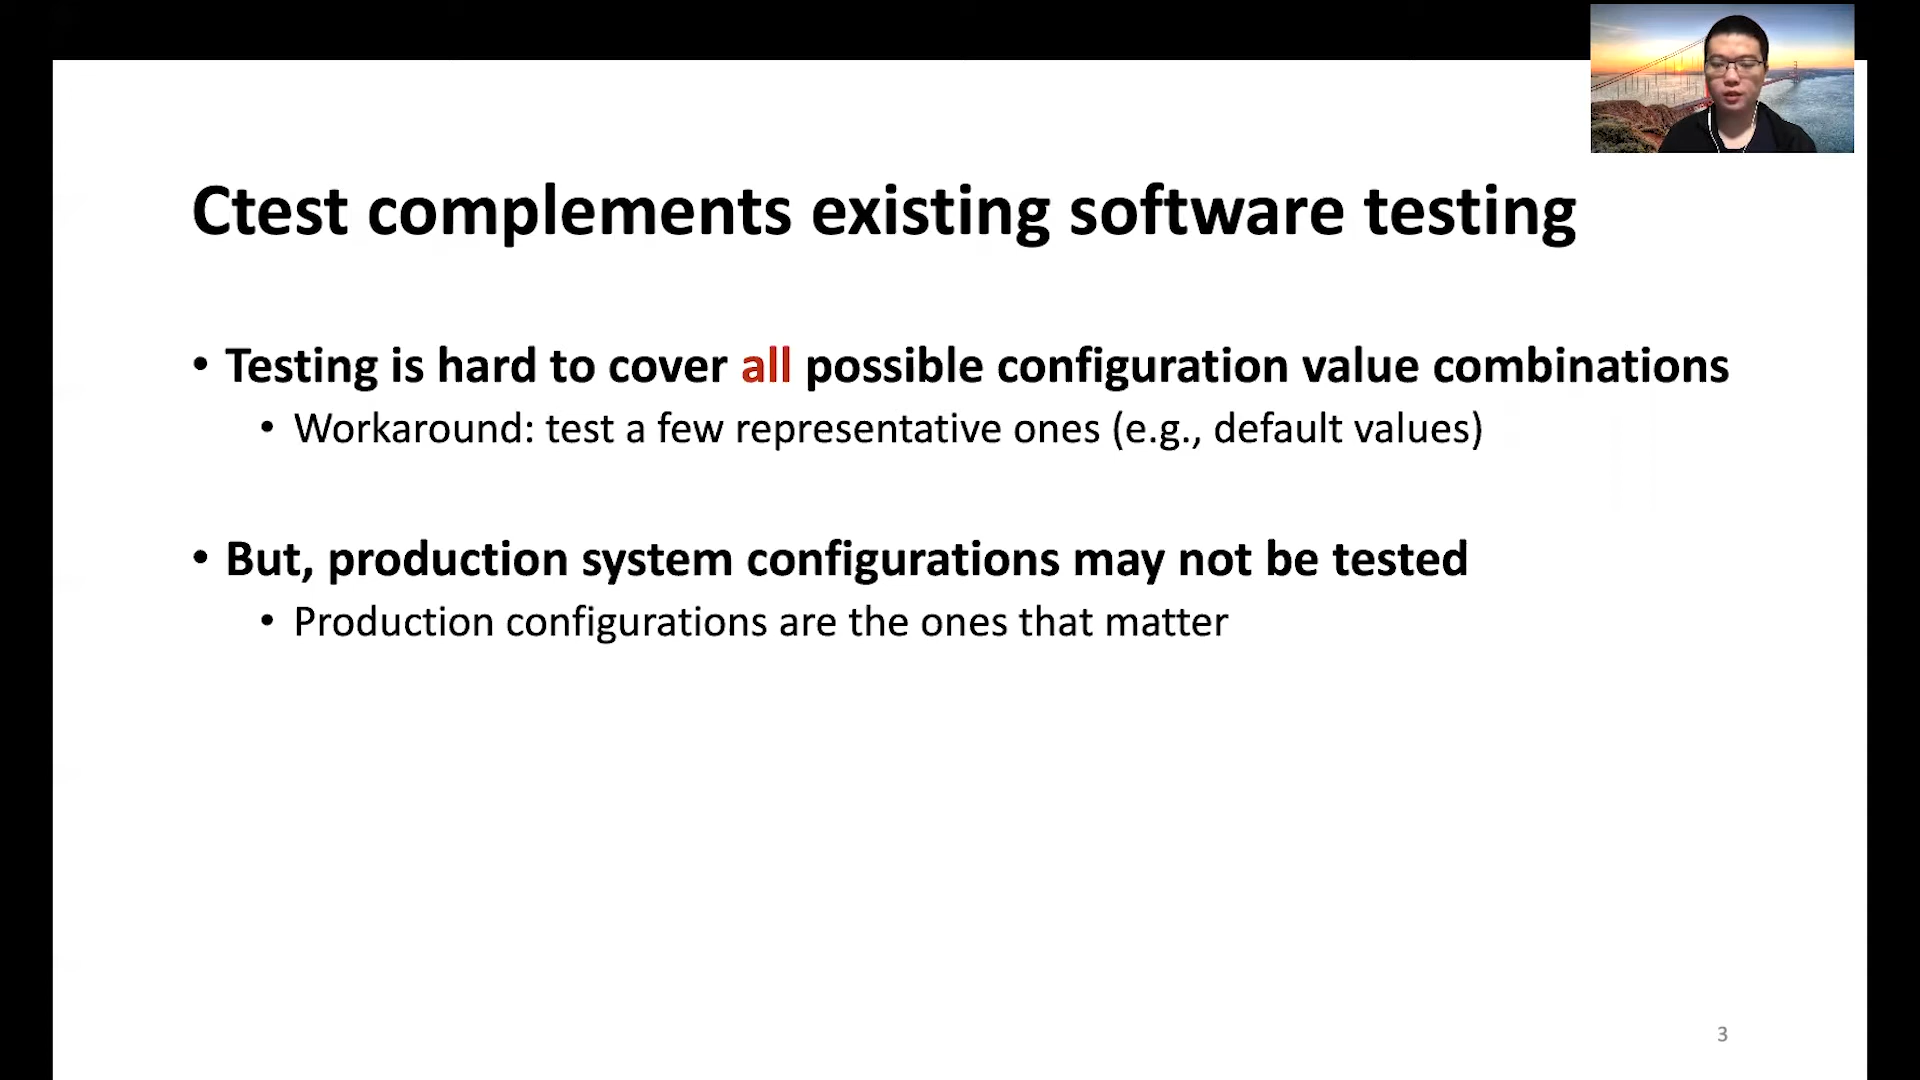 Ctest complements existing software testing
• Testing is hard to cover all possible configuration value combinations
• Workaround: test a few representative ones (e.g., default values)
• But, production system configurations may not be tested
• Production configurations are the ones that matter
3